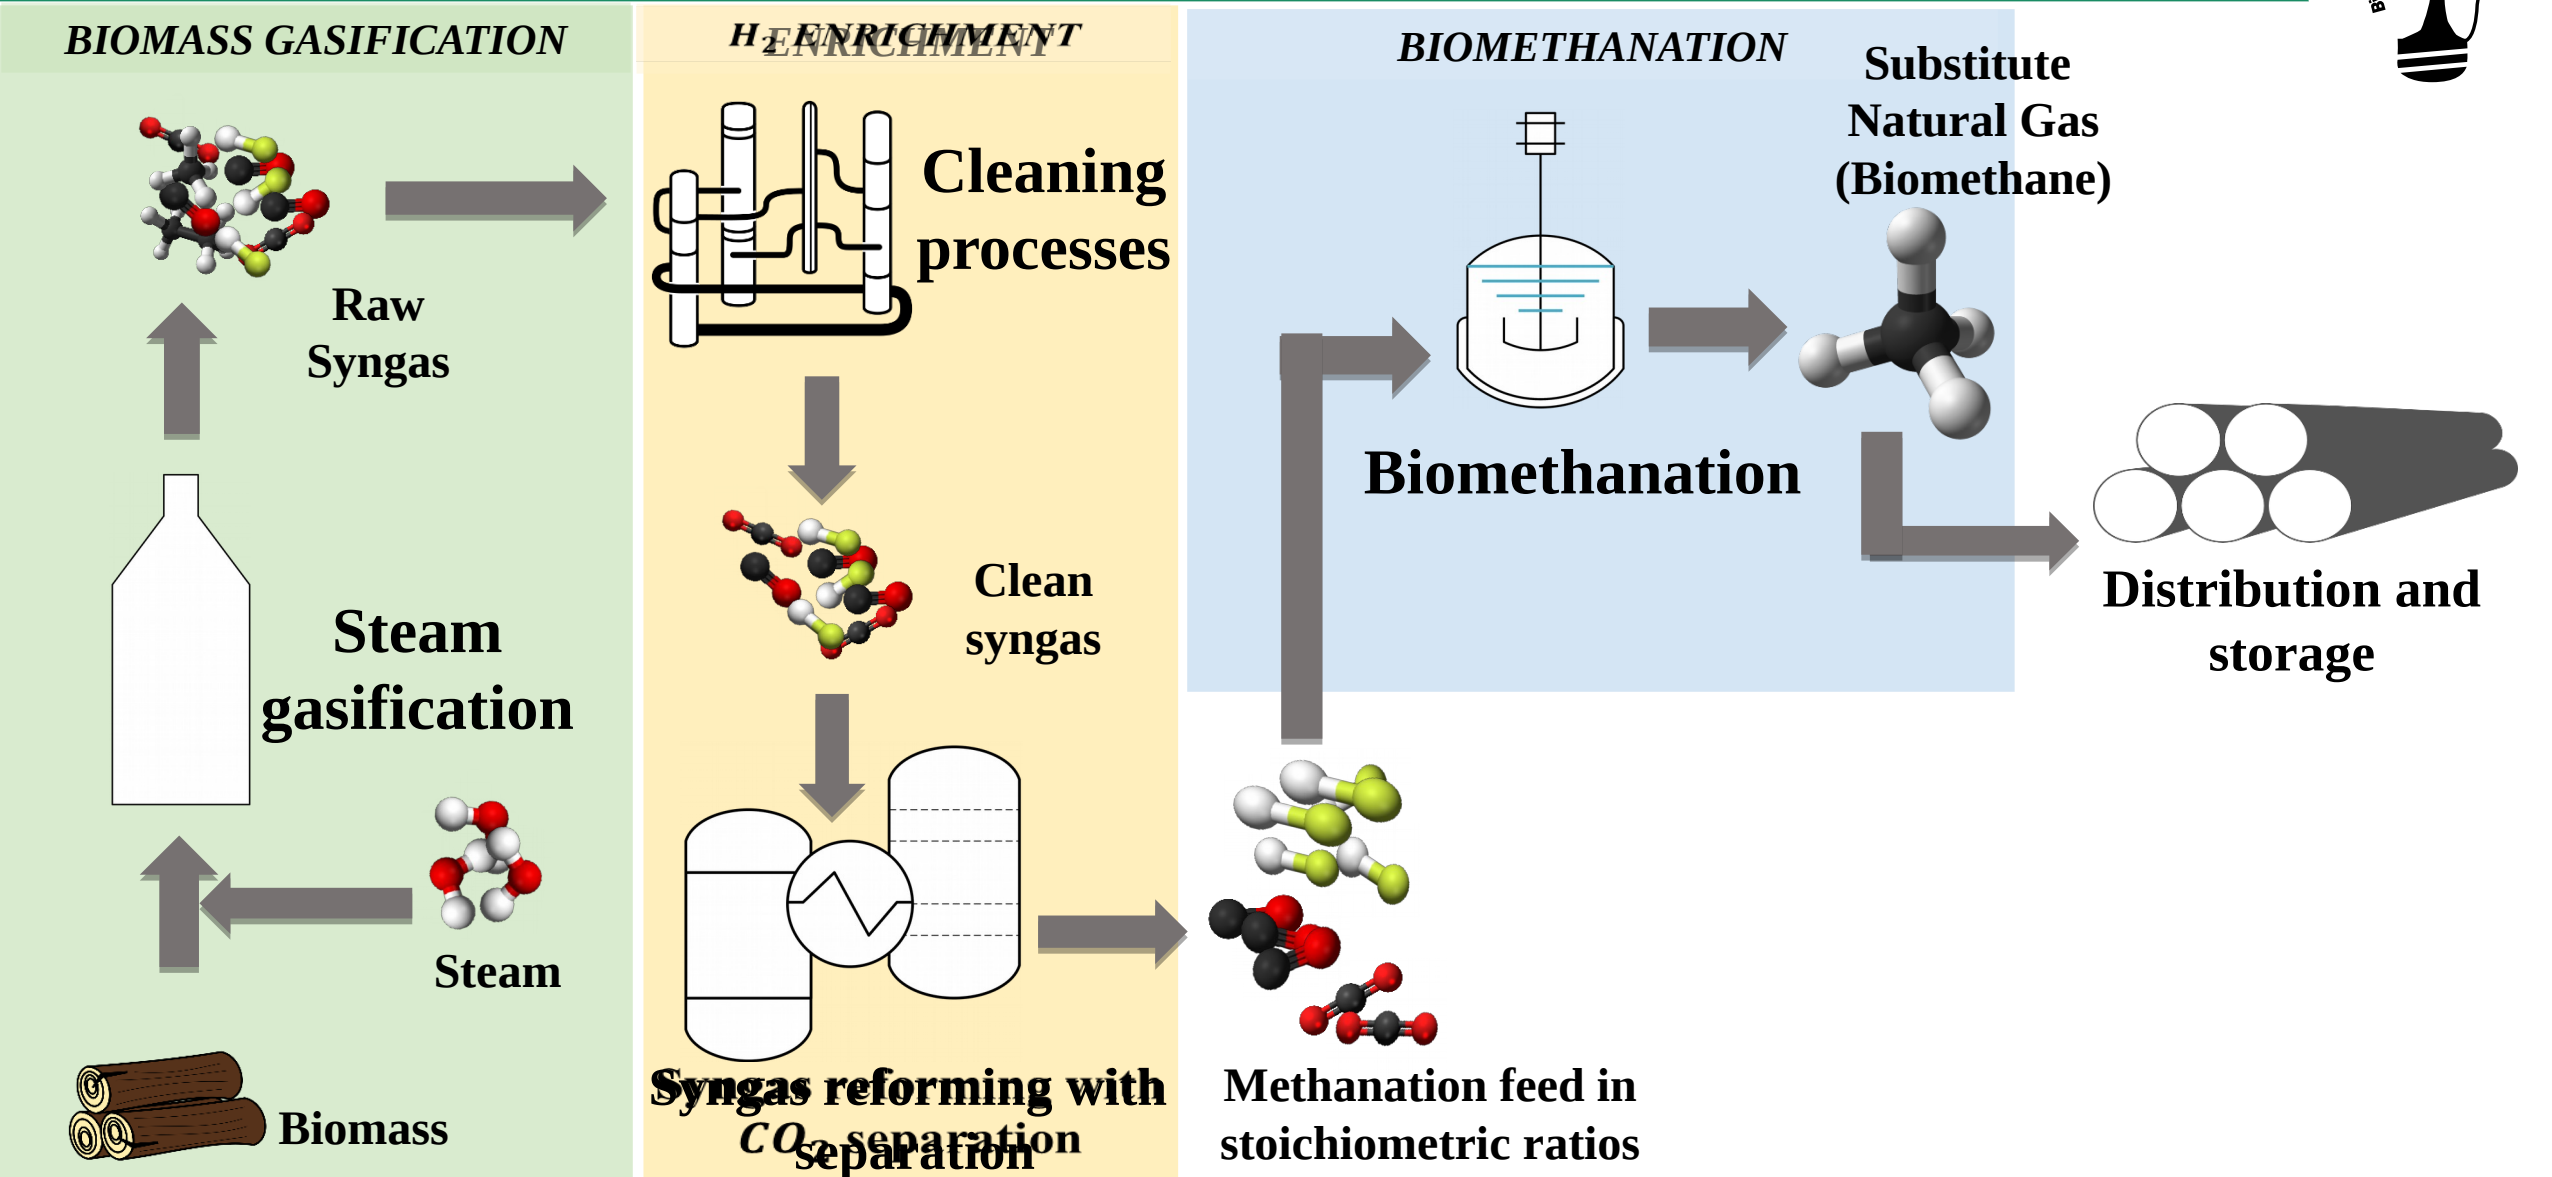 BIOMASS GASIFICATION
H₂ ENRICHMENT
BIOMETHANATION
Substitute
Natural Gas
(Biomethane)
Cleaning
processes
Raw
Syngas
Biomethanation
Clean
syngas
Distribution and
storage
Steam
gasification
Steam
Biomass
Syngas reforming with
CO₂ separation
Methanation feed in
stoichiometric ratios